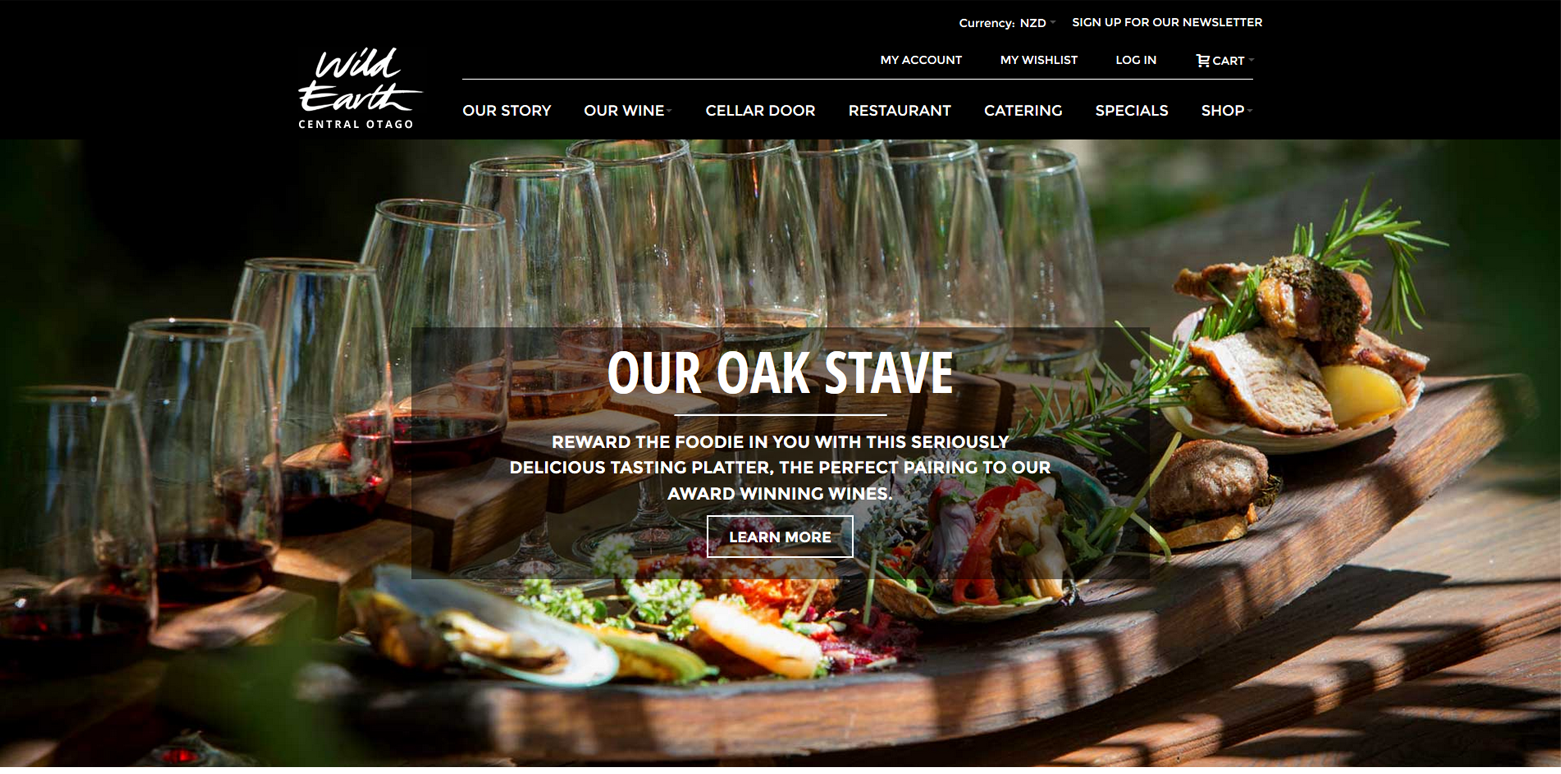 Currency: NZD SIGN UP FOR OUR NEWSLETTER
MY ACCOUNT MY WISHLIST LOG IN CART
Wild
Earth
CENTRAL OTAGO
OUR STORY OUR WINE CELLAR DOOR RESTAURANT CATERING SPECIALS SHOP
OUR OAK STAVE
REWARD THE FOODIE IN YOU WITH THIS SERIOUSLY
DELICIOUS TASTING PLATTER, THE PERFECT PAIRING TO OUR
AWARD WINNING WINES.
LEARN MORE